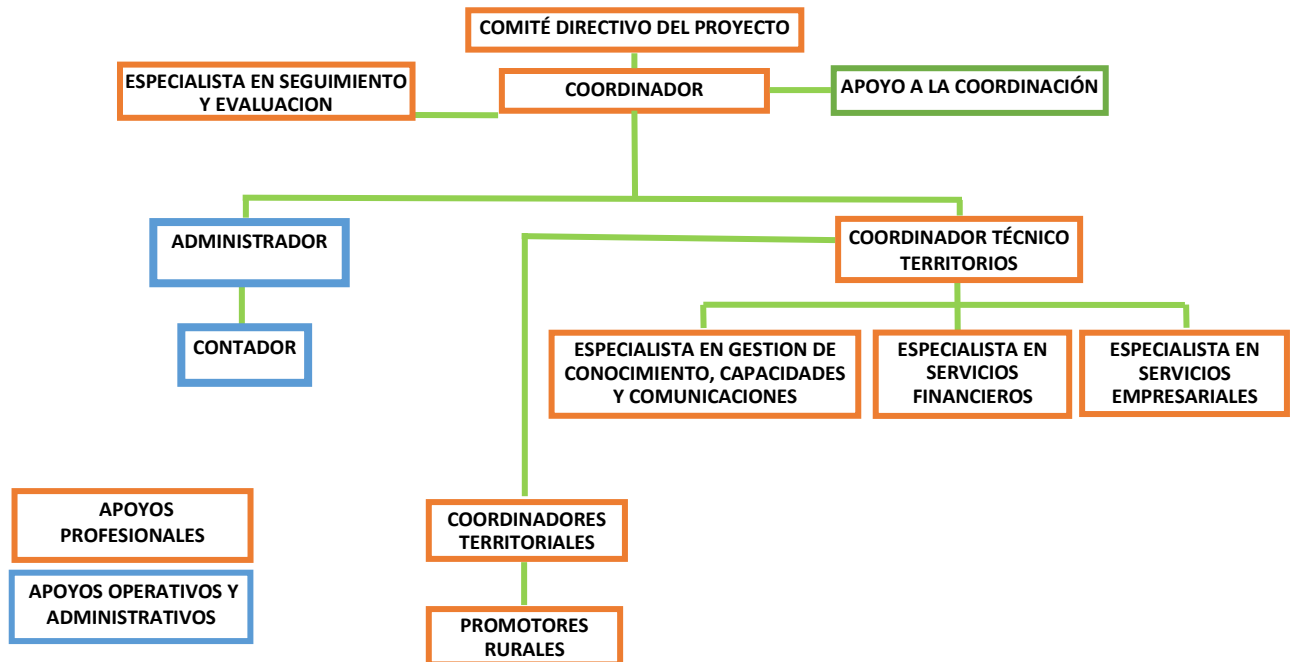 COMITÉ DIRECTIVO DEL PROYECTO
ESPECIALISTA EN SEGUIMIENTO
Y EVALUACION
COORDINADOR
APOYO A LA COORDINACIÓN
ADMINISTRADOR
COORDINADOR TÉCNICO
TERRITORIOS
CONTADOR
ESPECIALISTA EN GESTION DE
CONOCIMIENTO, CAPACIDADES
Y COMUNICACIONES
ESPECIALISTA EN
SERVICIOS
FINANCIEROS
ESPECIALISTA EN
SERVICIOS
EMPRESARIALES
APOYOS
PROFESIONALES
COORDINADORES
TERRITORIALES
APOYOS OPERATIVOS Y
ADMINISTRATIVOS
PROMOTORES
RURALES